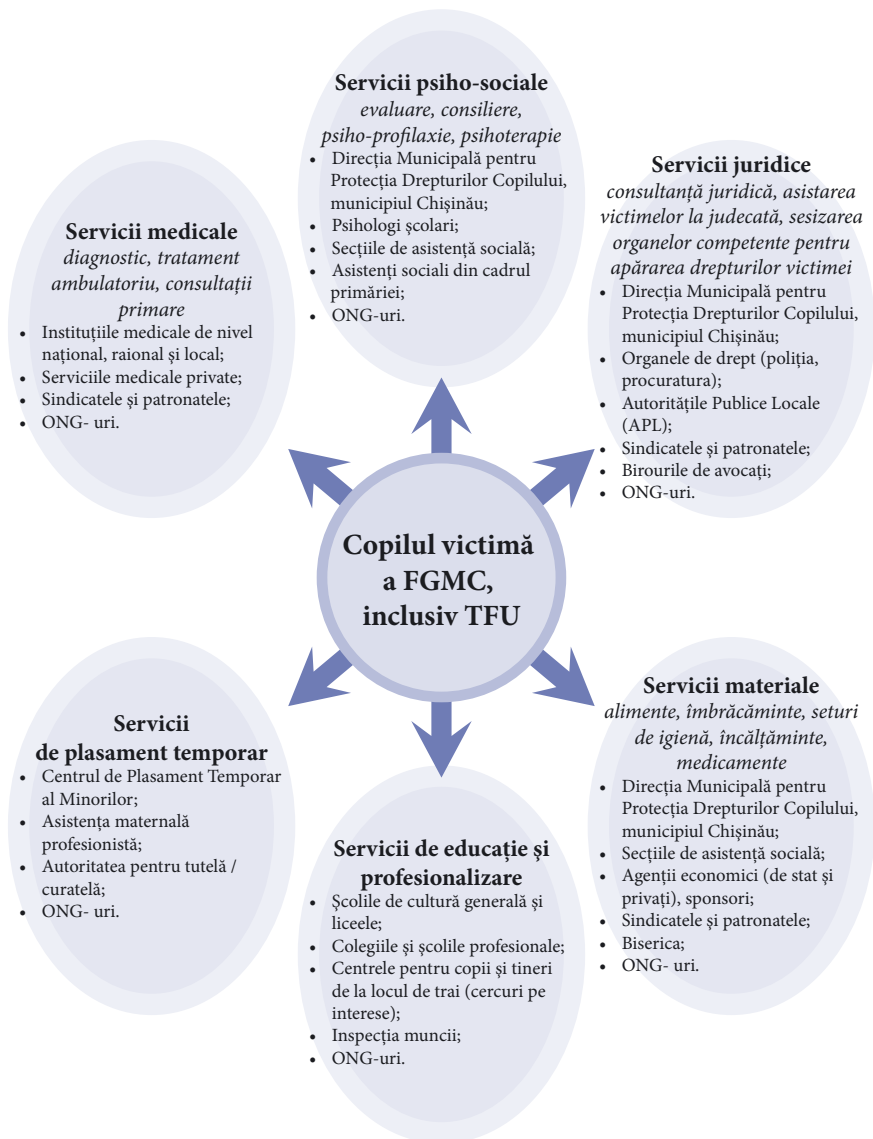 Servicii psiho-sociale
evaluare, consiliere,
psiho-profilaxie, psihoterapie
• Direcția Municipală pentru
Protecția Drepturilor Copilului,
municipiul Chișinău;
• Psihologi școlari;
• Secțiile de asistență socială;
• Asistenți sociali din cadrul
primăriei;
• ONG-uri.
Servicii medicale
diagnostic, tratament
ambulatoriu, consultații
primare
• Instituțiile medicale de nivel
național, raional și local;
• Serviciile medicale private;
• Sindicatele și patronatele;
• ONG- uri.
Servicii juridice
consultanță juridică, asistarea
victimelor la judecată, sesizarea
organelor competente pentru
apărarea drepturilor victimei
• Direcția Municipală pentru
Protecția Drepturilor Copilului,
municipiul Chișinău;
• Organele de drept (poliția,
procuratura);
• Autoritățile Publice Locale
(APL);
• Sindicatele și patronatele;
• Birourile de avocați;
• ONG-uri.
Copilul victimă
a FGMC,
inclusiv TFU
Servicii
de plasament temporar
• Centrul de Plasament Temporar
al Minorilor;
• Asistența maternală
profesionistă;
• Autoritatea pentru tutelă /
curatelă;
• ONG- uri.
Servicii de educație și
profesionalizare
• Școlile de cultură generală și
liceele;
• Colegiile și școlile profesionale;
• Centrele pentru copii și tineri
de la locul de trai (cercuri pe
interese);
• Inspecția muncii;
• ONG-uri.
Servicii materiale
alimente, îmbrăcăminte, seturi
de igienă, încălțăminte,
medicamente
• Direcția Municipală pentru
Protecția Drepturilor Copilului,
municipiul Chișinău;
• Secțiile de asistență socială;
• Agenții economici (de stat și
privați), sponsori;
• Sindicatele și patronatele;
• Biserica;
• ONG- uri.